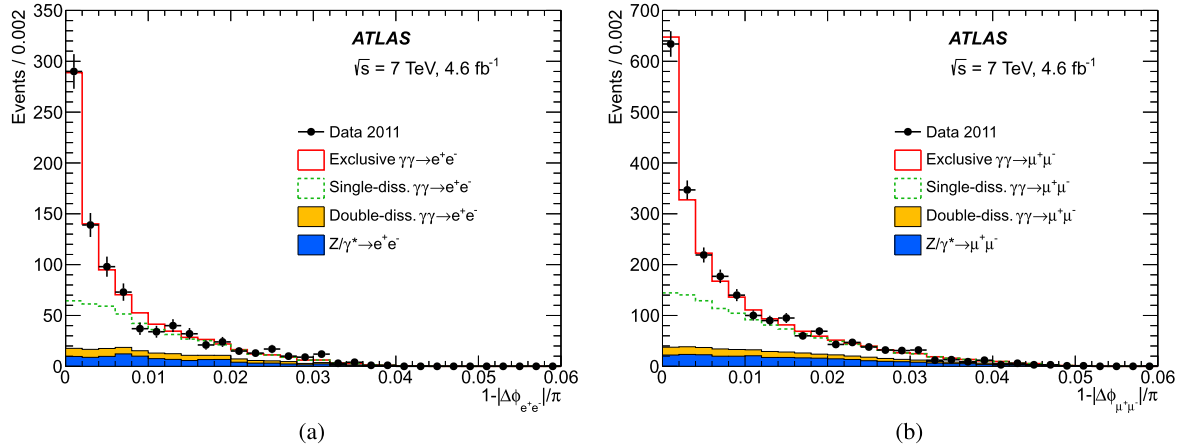 Events / 0.002
350
300
250
200
150
100
50
0
ATLAS
√s = 7 TeV, 4.6 fb⁻¹
Data 2011
Exclusive γγ→e⁺e⁻
Single-diss. γγ→e⁺e⁻
Double-diss. γγ→e⁺e⁻
Z/γ*→e⁺e⁻
0 0.01 0.02 0.03 0.04 0.05 0.06
1-|Δϕ_e⁺e⁻|/π
(a)
Events / 0.002
700
600
500
400
300
200
100
0
ATLAS
√s = 7 TeV, 4.6 fb⁻¹
Data 2011
Exclusive γγ→μ⁺μ⁻
Single-diss. γγ→μ⁺μ⁻
Double-diss. γγ→μ⁺μ⁻
Z/γ*→μ⁺μ⁻
0 0.01 0.02 0.03 0.04 0.05 0.06
1-|Δϕ_μ⁺μ⁻|/π
(b)